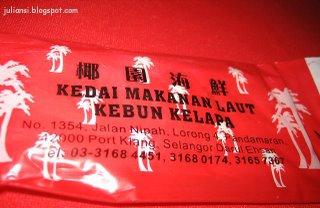 juliansi.blogspot.com
椰園海鮮
KEDAI MAKANAN LAUT
KEBUN KELAPA
No. 1354, Jalan Nipah, Lorong 4, Pandamaran,
42000 Port Klang, Selangor Darul Ehsan
Tel: 03-3168 4451, 3168 0174, 3165 7367